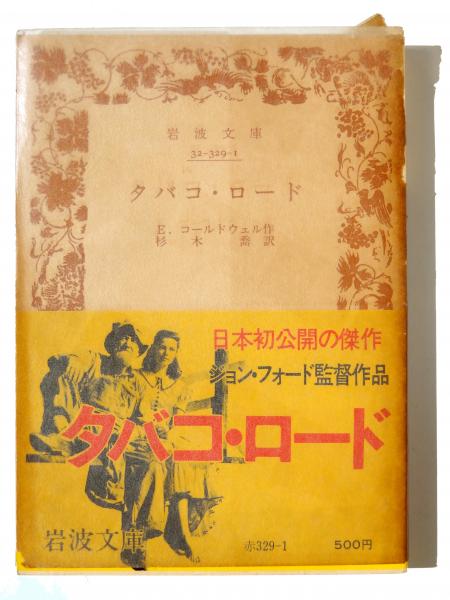 岩波文庫
32-329-1
タバコ・ロード
E. コールドウェル作
杉木喬訳
日本初公開の傑作
ジョン・フォード監督作品
タバコ・ロード
岩波文庫
赤329-1
500円